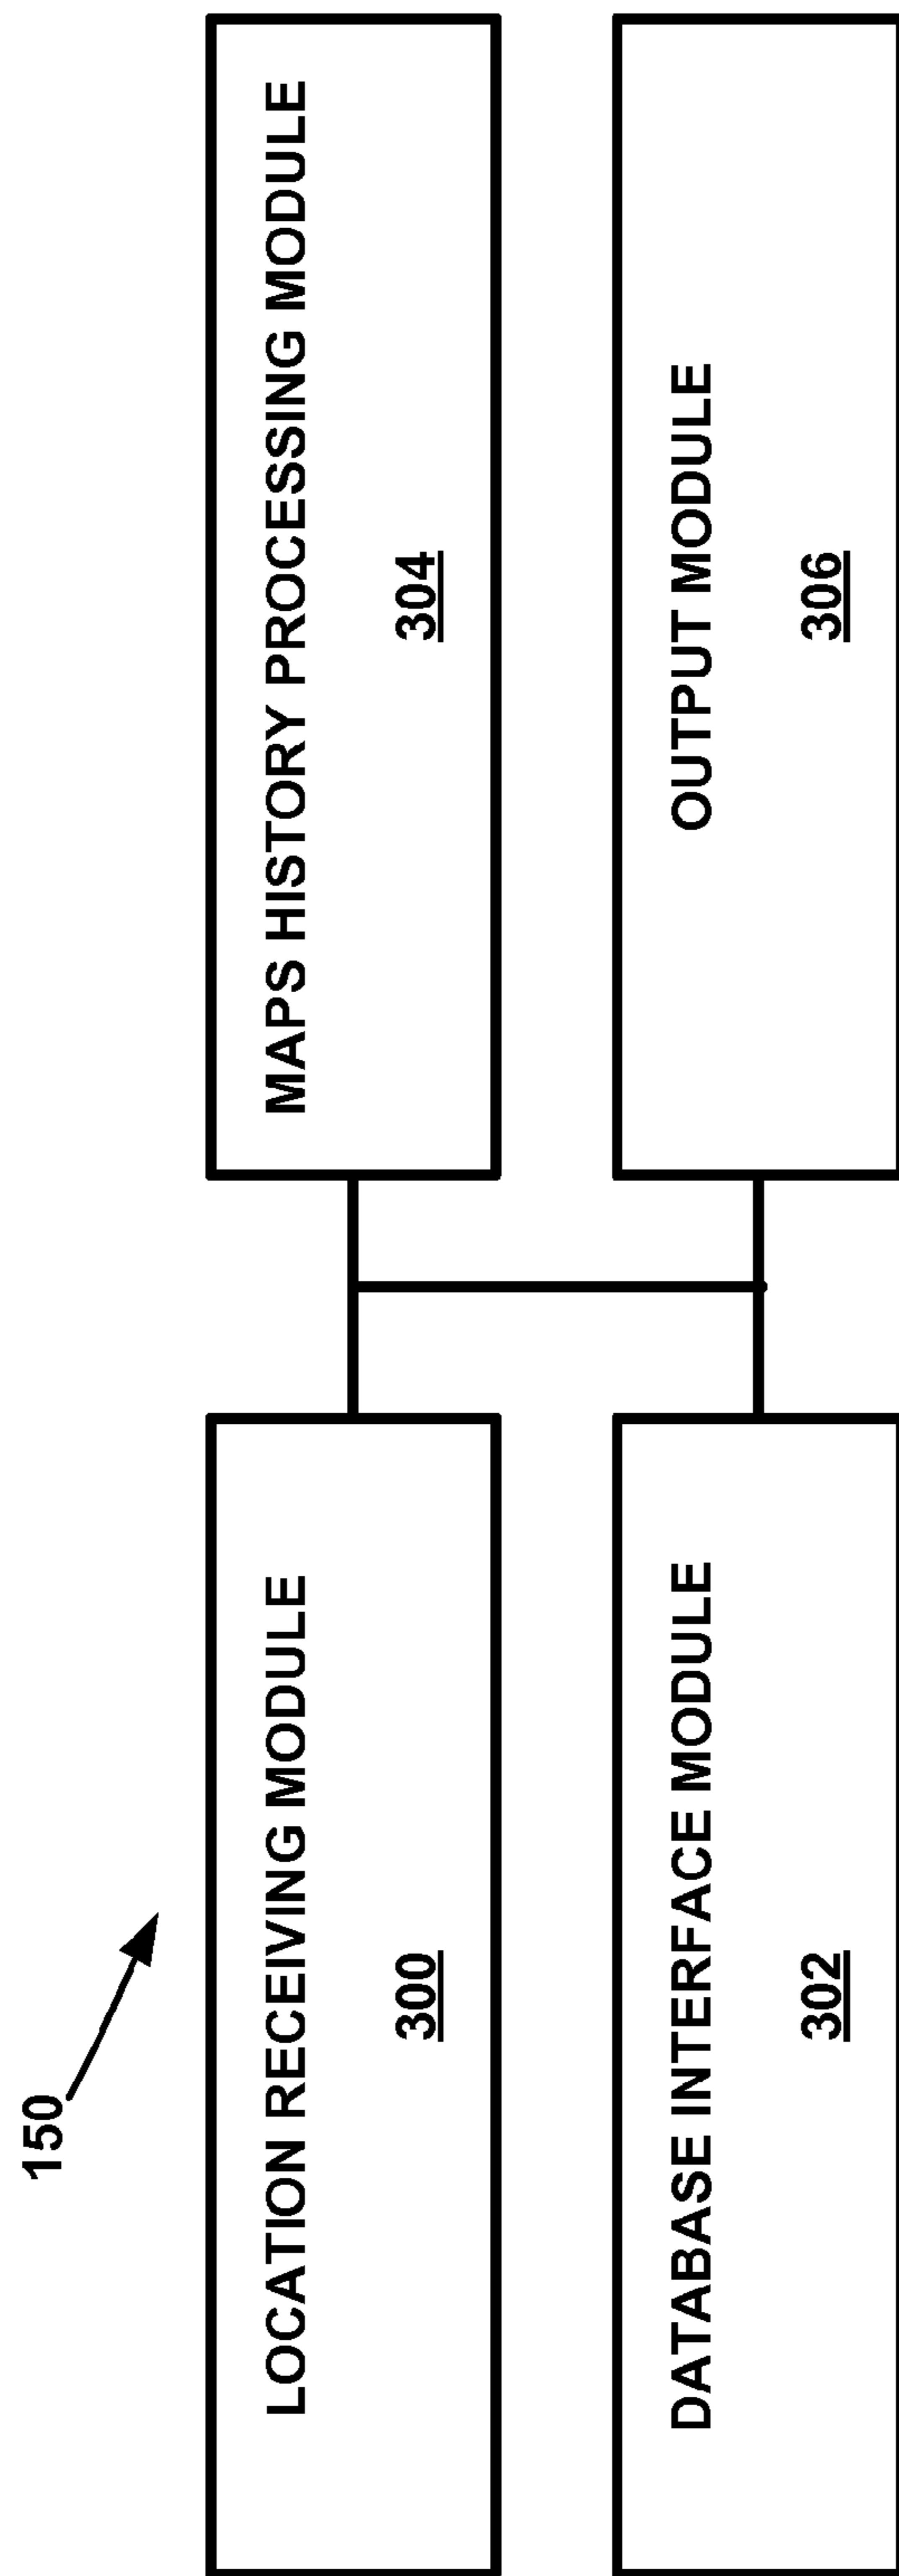 150
LOCATION RECEIVING MODULE
300
MAPS HISTORY PROCESSING MODULE
304
DATABASE INTERFACE MODULE
302
OUTPUT MODULE
306